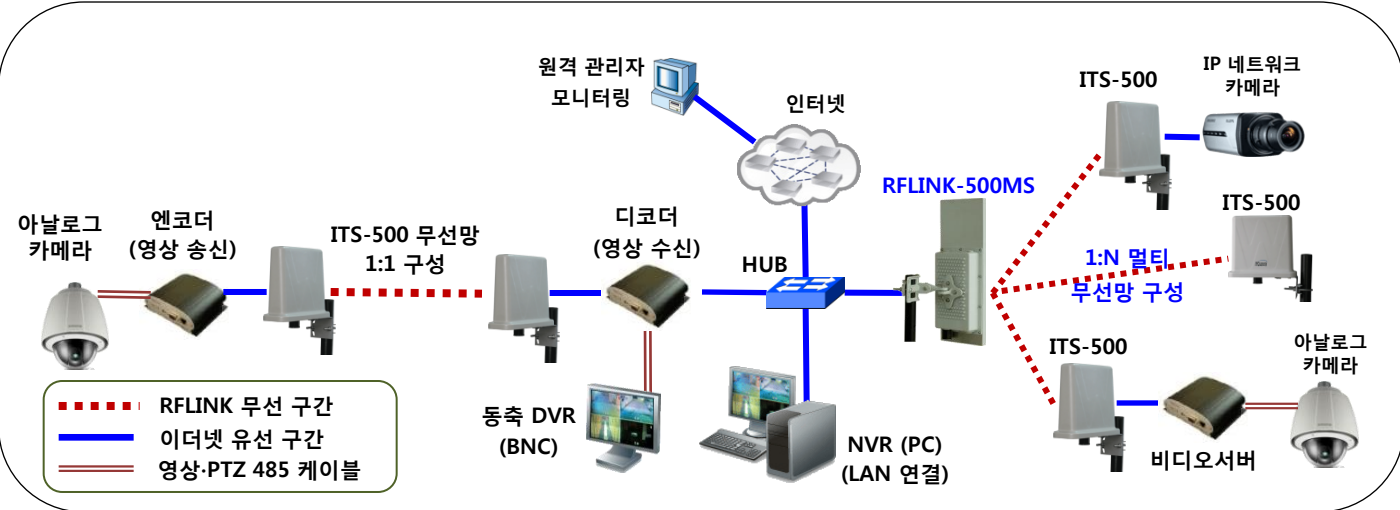 원격 관리자
모니터링
인터넷
ITS-500
IP 네트워크
카메라
RFLINK-500MS
ITS-500
1:N 멀티
무선망 구성
아날로그
카메라
엔코더
(영상 송신)
ITS-500 무선망
1:1 구성
디코더
(영상 수신)
HUB
ITS-500
아날로그
카메라
비디오서버
동축 DVR
(BNC)
NVR (PC)
(LAN 연결)
RFLINK 무선 구간
이더넷 유선 구간
영상·PTZ 485 케이블